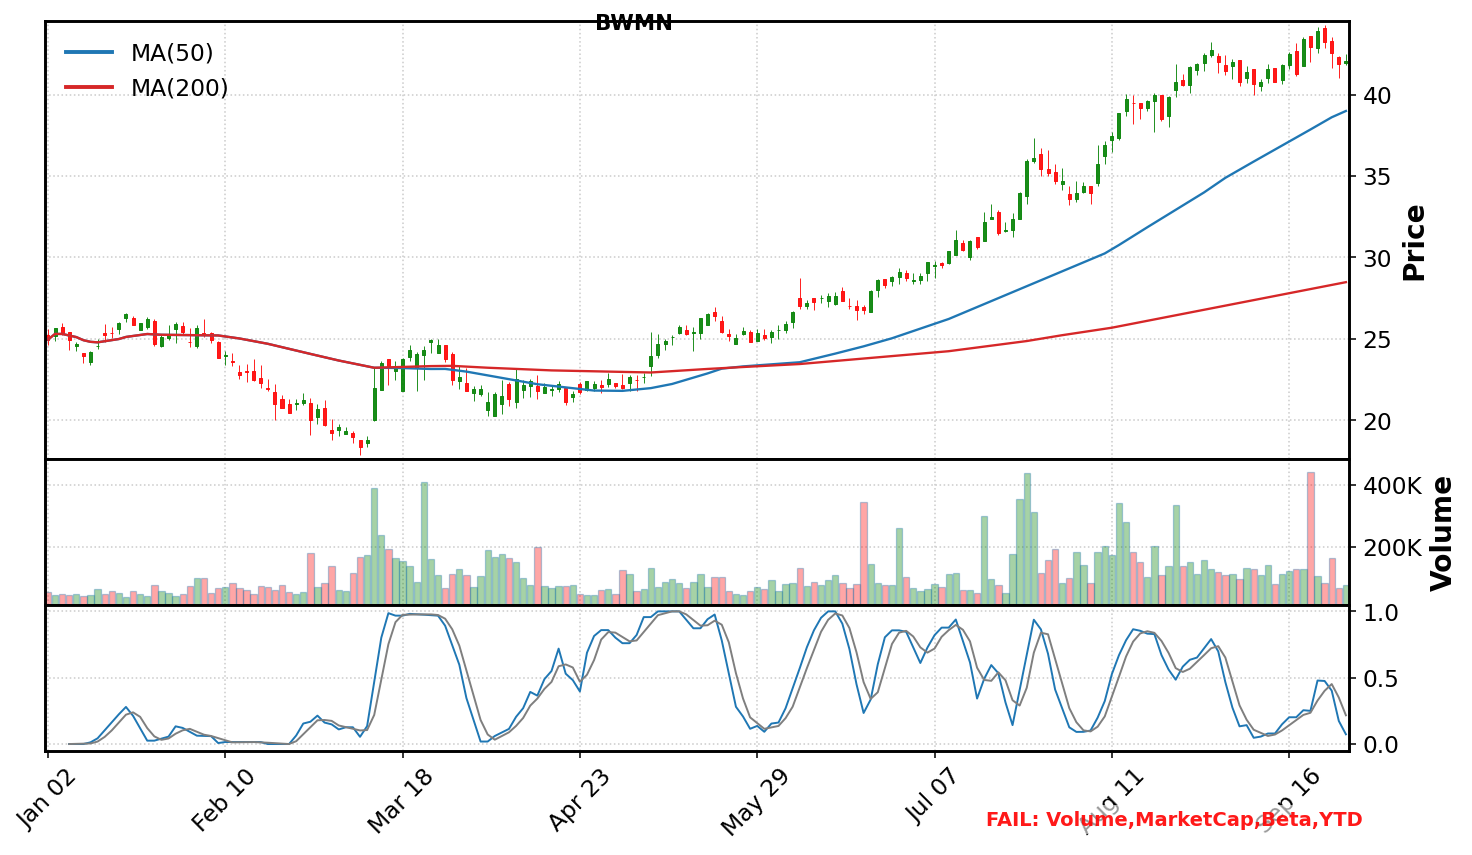 BWMN
MA(50)
MA(200)
40
35
30
25
20
Price
400K
200K
Volume
1.0
0.5
0.0
Jan 02
Feb 10
Mar 18
Apr 23
May 29
Jul 07
Aug 11
Sep 16
FAIL: Volume,MarketCap,Beta,YTD